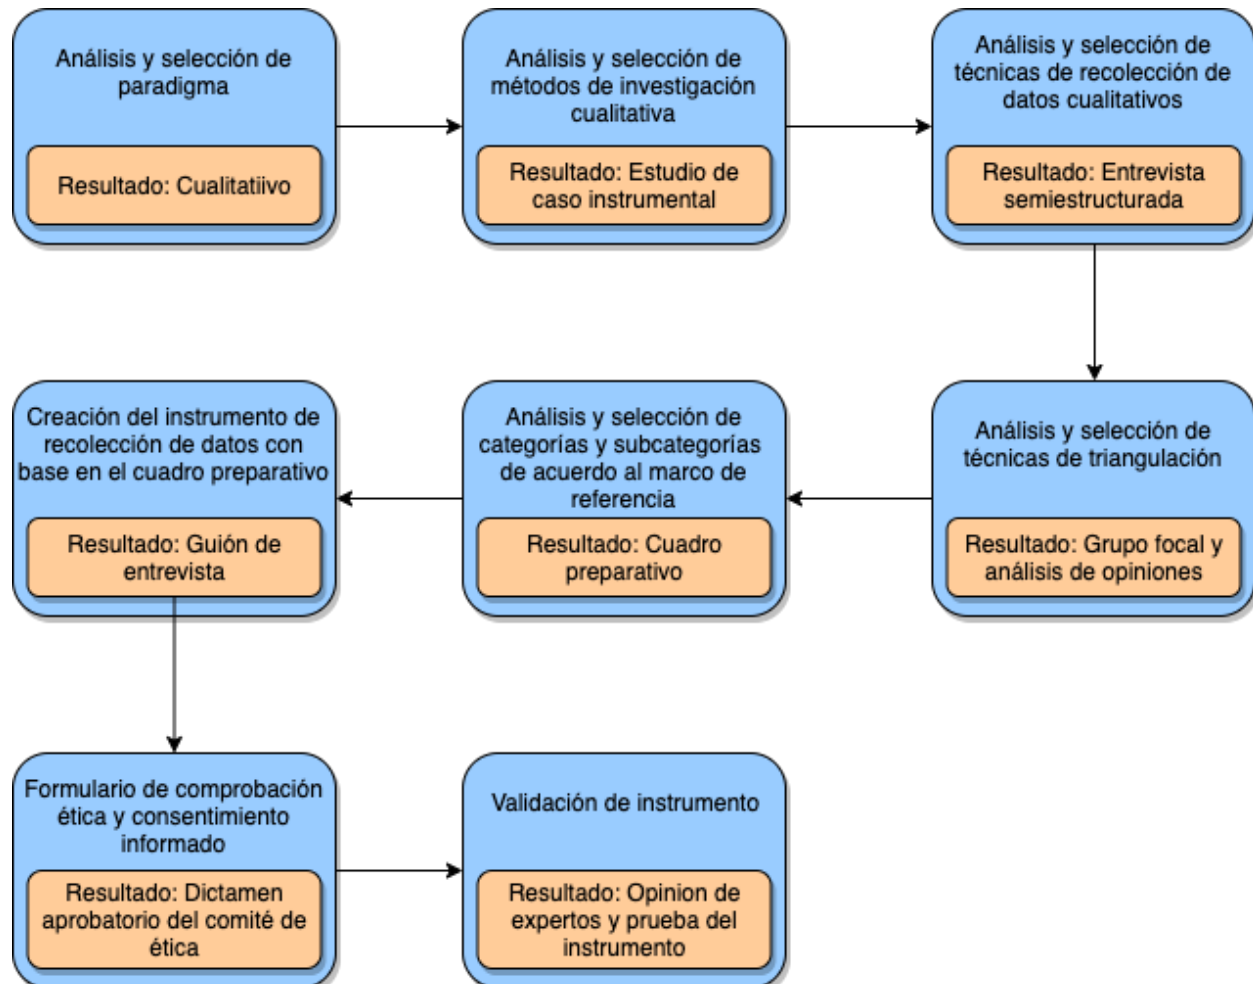 Análisis y selección de
paradigma
Resultado: Cualitatiivo
Análisis y selección de
métodos de investigación
cualitativa
Resultado: Estudio de
caso instrumental
Análisis y selección de
técnicas de recolección de
datos cualitativos
Resultado: Entrevista
semiestructurada
Análisis y selección de
técnicas de triangulación
Resultado: Grupo focal y
análisis de opiniones
Análisis y selección de
categorías y subcategorías
de acuerdo al marco de
referencia
Resultado: Cuadro
preparativo
Creación del instrumento de
recolección de datos con
base en el cuadro preparativo
Resultado: Guión de
entrevista
Formulario de comprobación
ética y consentimiento
informado
Resultado: Dictamen
aprobatorio del comité de
ética
Validación de instrumento
Resultado: Opinion de
expertos y prueba del
instrumento